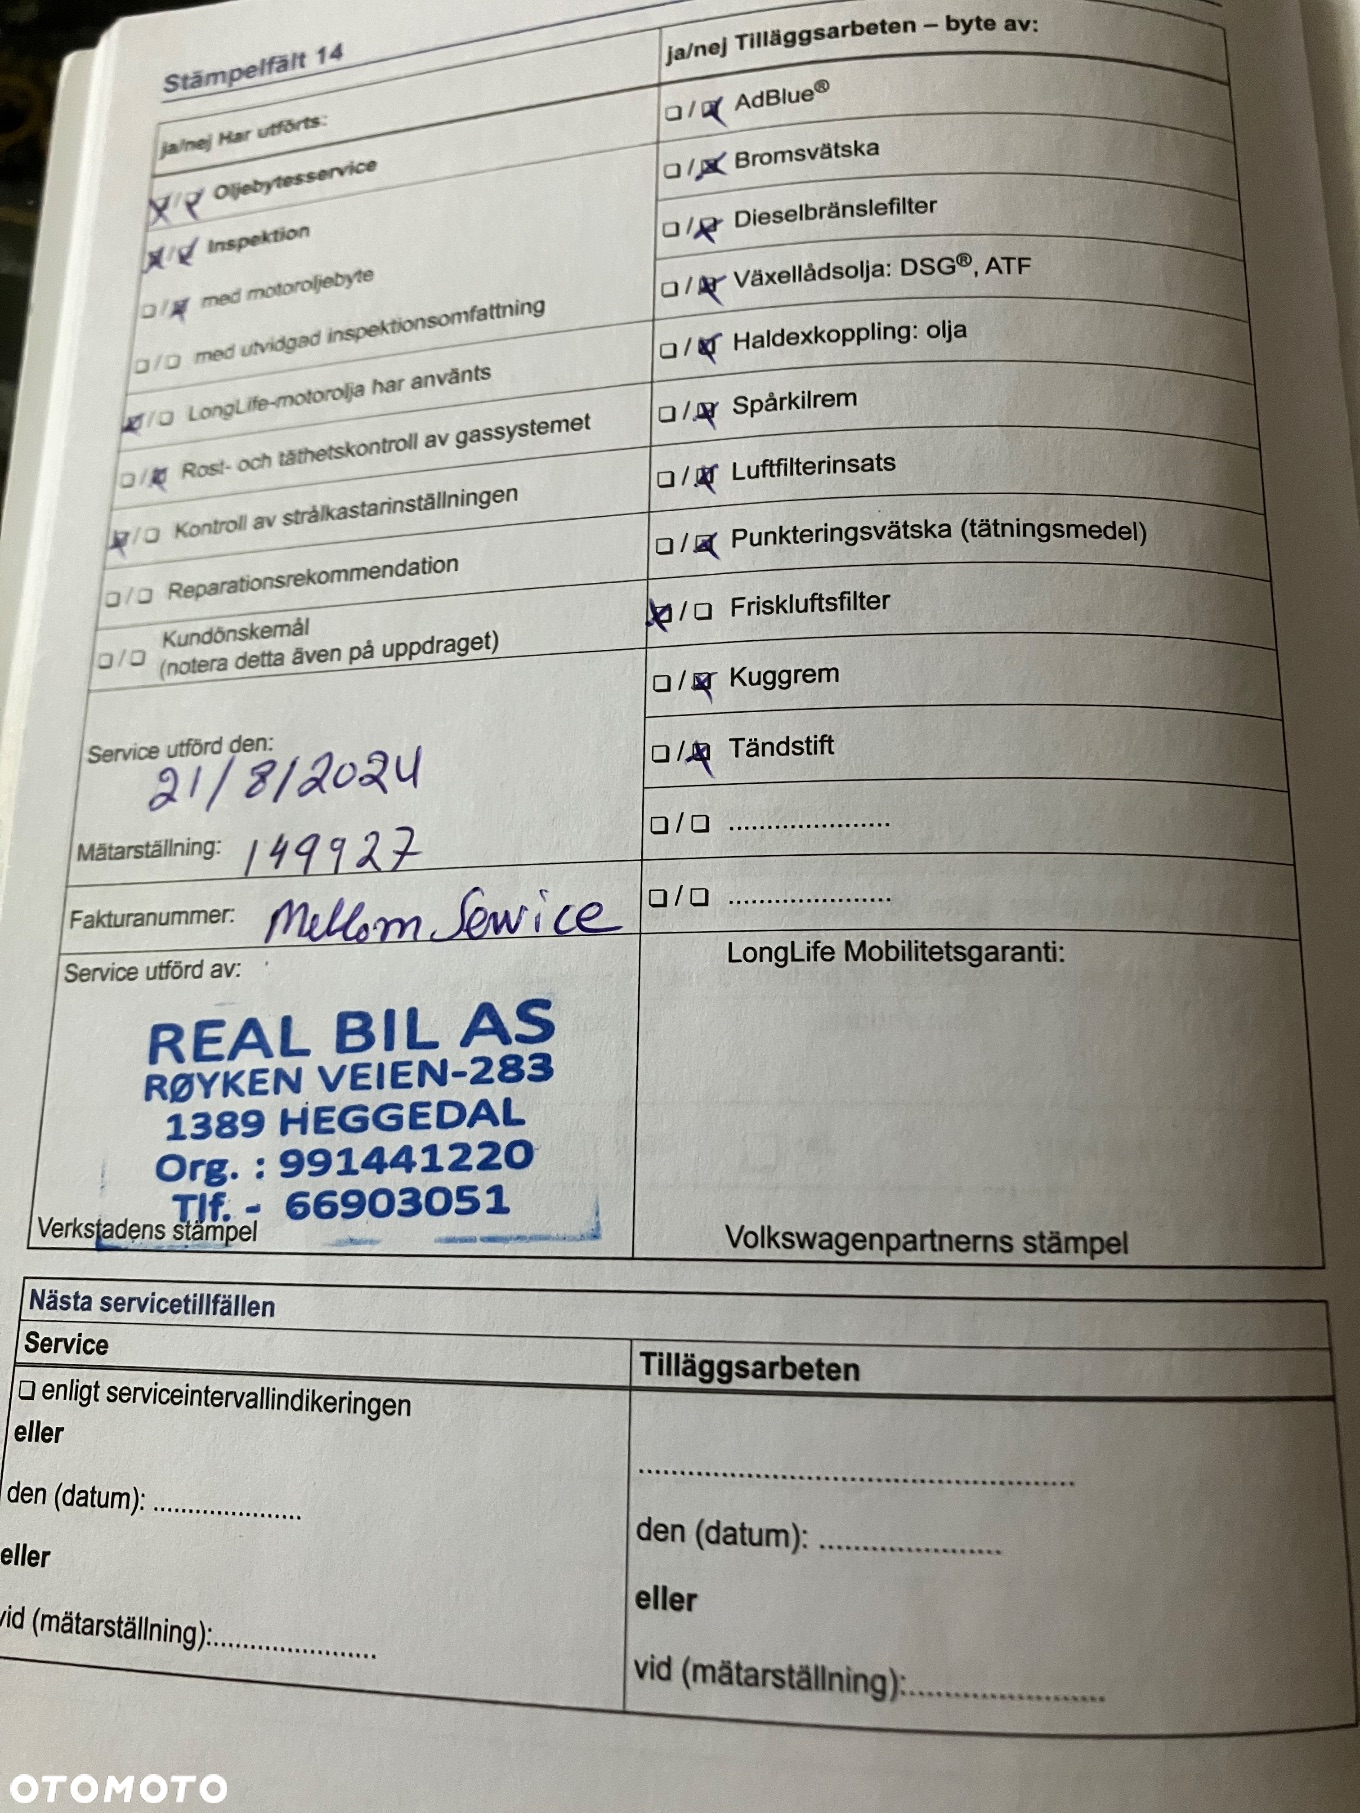 Stämpelfält 14
ja/nej Har utförts:
☒/☑ Oljebytesservice
☒/☑ Inspektion
❏/☒ med motoroljebyte
❏/❏ med utvidgad inspektionsomfattning
☒/❏ LongLife-motorolja har använts
❏/☒ Rost- och täthetskontroll av gassystemet
☒/❏ Kontroll av strålkastarinställningen
❏/❏ Reparationsrekommendation
❏/❏ Kundönskemål
(notera detta även på uppdraget)
Service utförd den:
21/8/2024
Mätarställning: 149927
Fakturanummer: Mellom Service
Service utförd av:
REAL BIL AS
RØYKEN VEIEN-283
1389 HEGGEDAL
Org. : 991441220
Tlf. - 66903051
Verkstadens stämpel
ja/nej Tilläggsarbeten – byte av:
❏/☒ AdBlue®
❏/☒ Bromsvätska
❏/☒ Dieselbränslefilter
❏/☒ Växellådsolja: DSG®, ATF
❏/☒ Haldexkoppling: olja
❏/☒ Spårkilrem
❏/☒ Luftfilterinsats
❏/☒ Punkteringsvätska (tätningsmedel)
☒/❏ Friskluftsfilter
❏/☒ Kuggrem
❏/☒ Tändstift
❏/❏ ......................
❏/❏ ......................
LongLife Mobilitetsgaranti:
Volkswagenpartnerns stämpel
Nästa servicetillfällen
Service
❏ enligt serviceintervallindikeringen
eller
den (datum): ......................
eller
vid (mätarställning):........................
Tilläggsarbeten
......................................................
den (datum): ........................
eller
vid (mätarställning):..........................
OTOMOTO